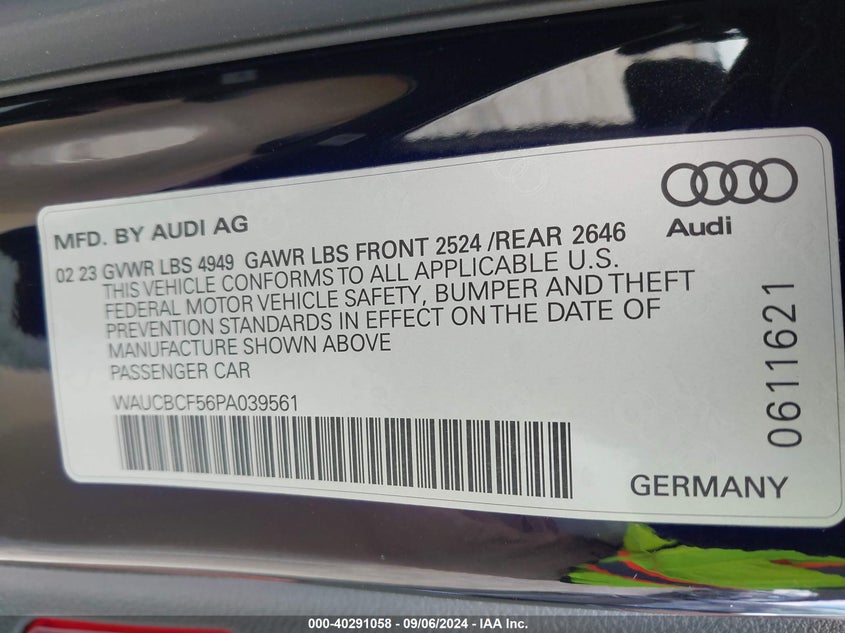 MFD. BY AUDI AG
Audi
02 23 GVWR LBS 4949 GAWR LBS FRONT 2524 /REAR 2646
THIS VEHICLE CONFORMS TO ALL APPLICABLE U.S.
FEDERAL MOTOR VEHICLE SAFETY, BUMPER AND THEFT
PREVENTION STANDARDS IN EFFECT ON THE DATE OF
MANUFACTURE SHOWN ABOVE
PASSENGER CAR
WAUCBCF56PA039561
0611621
GERMANY
000-40291058 - 09/06/2024 - IAA Inc.